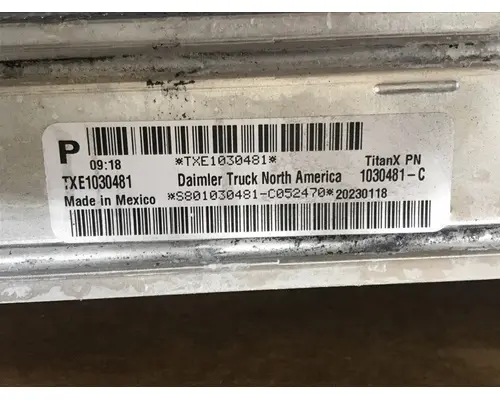 P 09:18 *TXE1030481* TitanX PN
TXE1030481 Daimler Truck North America 1030481-C
Made in Mexico *S801030481-C052470*20230118